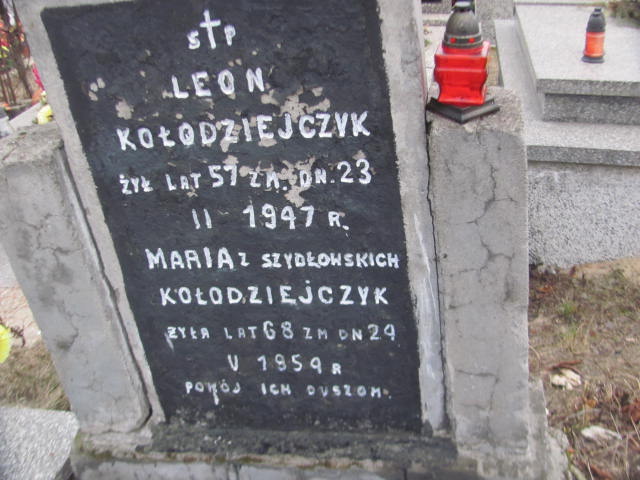 S†P
LEON
KOŁODZIEJCZYK
ŻYŁ LAT 57 ZM. DN. 23
II 1947 R.
MARIA Z SZYDŁOWSKICH
KOŁODZIEJCZYK
ŻYŁA LAT 68 ZM DN 29
V 1959 R
POKÓJ ICH DUSZOM.